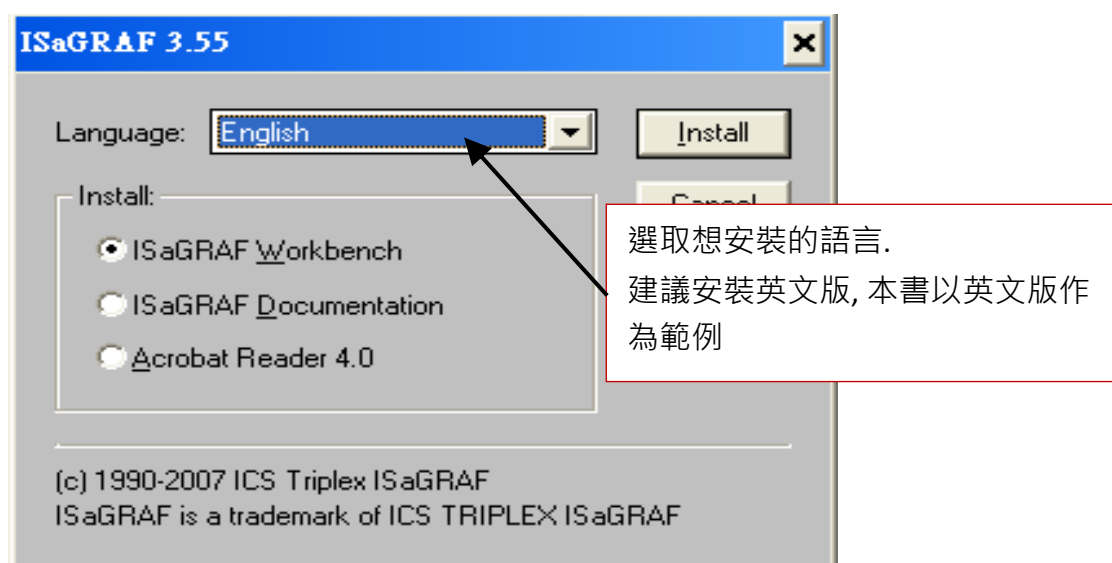 ISaGRAF 3.55
Language: English
Install
Install:
Cancel
ISaGRAF Workbench
ISaGRAF Documentation
Acrobat Reader 4.0
選取想安裝的語言.
建議安裝英文版, 本書以英文版作
為範例
(c) 1990-2007 ICS Triplex ISaGRAF
ISaGRAF is a trademark of ICS TRIPLEX ISaGRAF